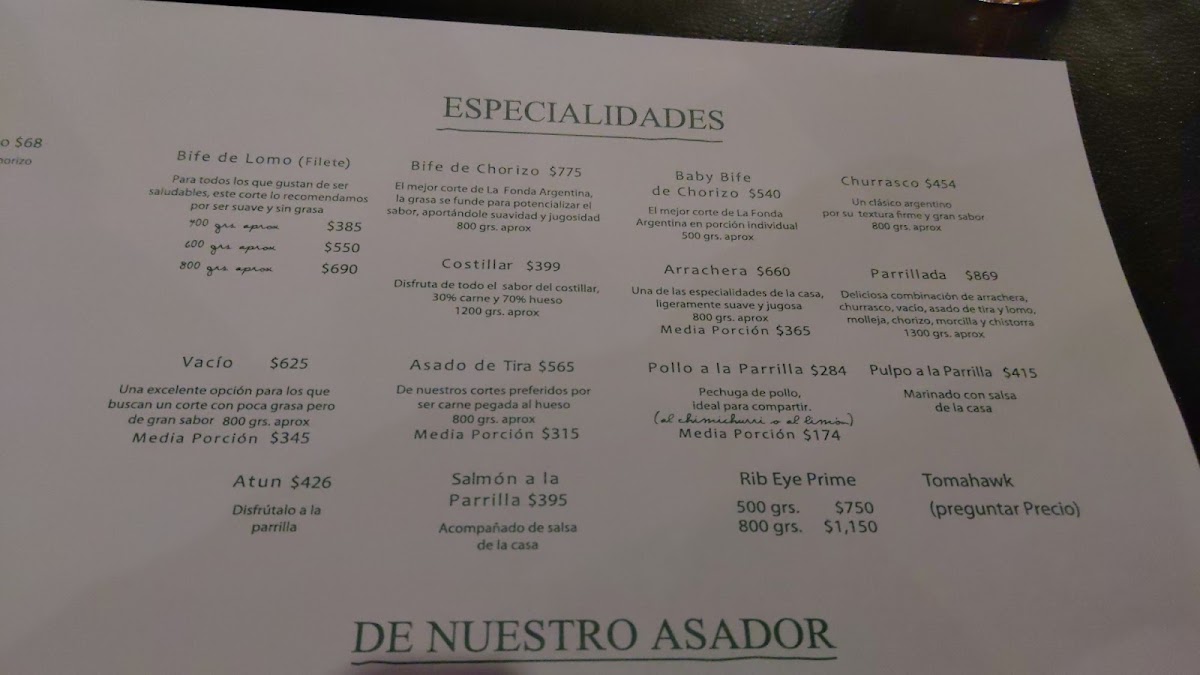 o $68
horizo
ESPECIALIDADES
Bife de Lomo (Filete)
Para todos los que gustan de ser
saludables, este corte lo recomendamos
por ser suave y sin grasa
400 grs aprox $385
600 grs aprox $550
800 grs aprox $690
Bife de Chorizo $775
El mejor corte de La Fonda Argentina,
la grasa se funde para potencializar el
sabor, aportándole suavidad y jugosidad
800 grs. aprox
Baby Bife
de Chorizo $540
El mejor corte de La Fonda
Argentina en porción individual
500 grs. aprox
Churrasco $454
Un clásico argentino
por su textura firme y gran sabor
800 grs. aprox
Costillar $399
Disfruta de todo el sabor del costillar,
30% carne y 70% hueso
1200 grs. aprox
Arrachera $660
Una de las especialidades de la casa,
ligeramente suave y jugosa
800 grs. aprox
Media Porción $365
Parrillada $869
Deliciosa combinación de arrachera,
churrasco, vacío, asado de tira y lomo,
molleja, chorizo, morcilla y chistorra
1300 grs. aprox
Vacío $625
Una excelente opción para los que
buscan un corte con poca grasa pero
de gran sabor 800 grs. aprox
Media Porción $345
Asado de Tira $565
De nuestros cortes preferidos por
ser carne pegada al hueso
800 grs. aprox
Media Porción $315
Pollo a la Parrilla $284
Pechuga de pollo,
ideal para compartir.
(al chimichurri o al limón)
Media Porción $174
Pulpo a la Parrilla $415
Marinado con salsa
de la casa
Atun $426
Disfrútalo a la
parrilla
Salmón a la
Parrilla $395
Acompañado de salsa
de la casa
Rib Eye Prime
500 grs. $750
800 grs. $1,150
Tomahawk
(preguntar Precio)
DE NUESTRO ASADOR